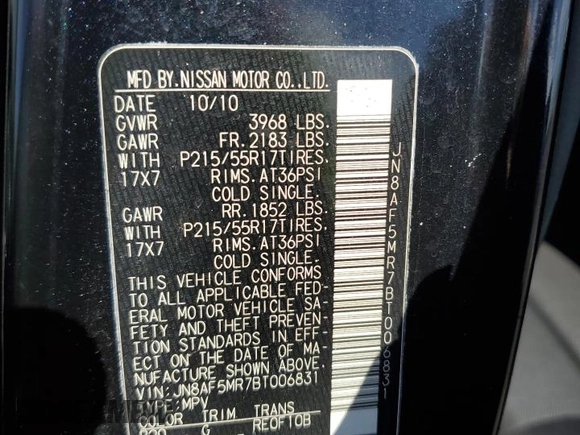 MFD BY.NISSAN MOTOR CO.,LTD.
DATE 10/10
GVWR 3968 LBS.
GAWR FR.2183 LBS.
WITH P215/55R17TIRES.
17X7 RIMS.AT36PSI
COLD SINGLE.
GAWR RR.1852 LBS.
WITH P215/55R17TIRES.
17X7 RIMS.AT36PSI
COLD SINGLE.
THIS VEHICLE CONFORMS
TO ALL APPLICABLE FED-
ERAL MOTOR VEHICLE SA-
FETY AND THEFT PREVEN-
TION STANDARDS IN EFF-
ECT ON THE DATE OF MA-
NUFACTURE SHOWN ABOVE.
VIN:JN8AF5MR7BT006831
MPV
COLOR TRIM TRANS
G RE0F10B
JN8AF5MR7BT006831